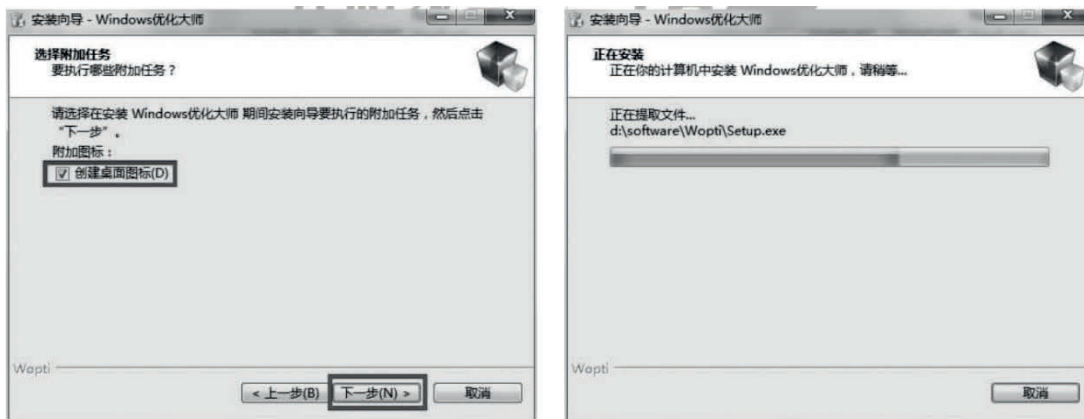 安装向导 - Windows优化大师
选择附加任务
要执行哪些附加任务？
请选择在安装 Windows优化大师 期间安装向导要执行的附加任务，然后点击
“下一步”。
附加图标：
创建桌面图标(D)
Wopti
< 上一步(B)
下一步(N) >
取消
安装向导 - Windows优化大师
正在安装
正在你的计算机中安装 Windows优化大师，请稍等...
正在提取文件...
d:\software\Wopti\Setup.exe
Wopti
取消